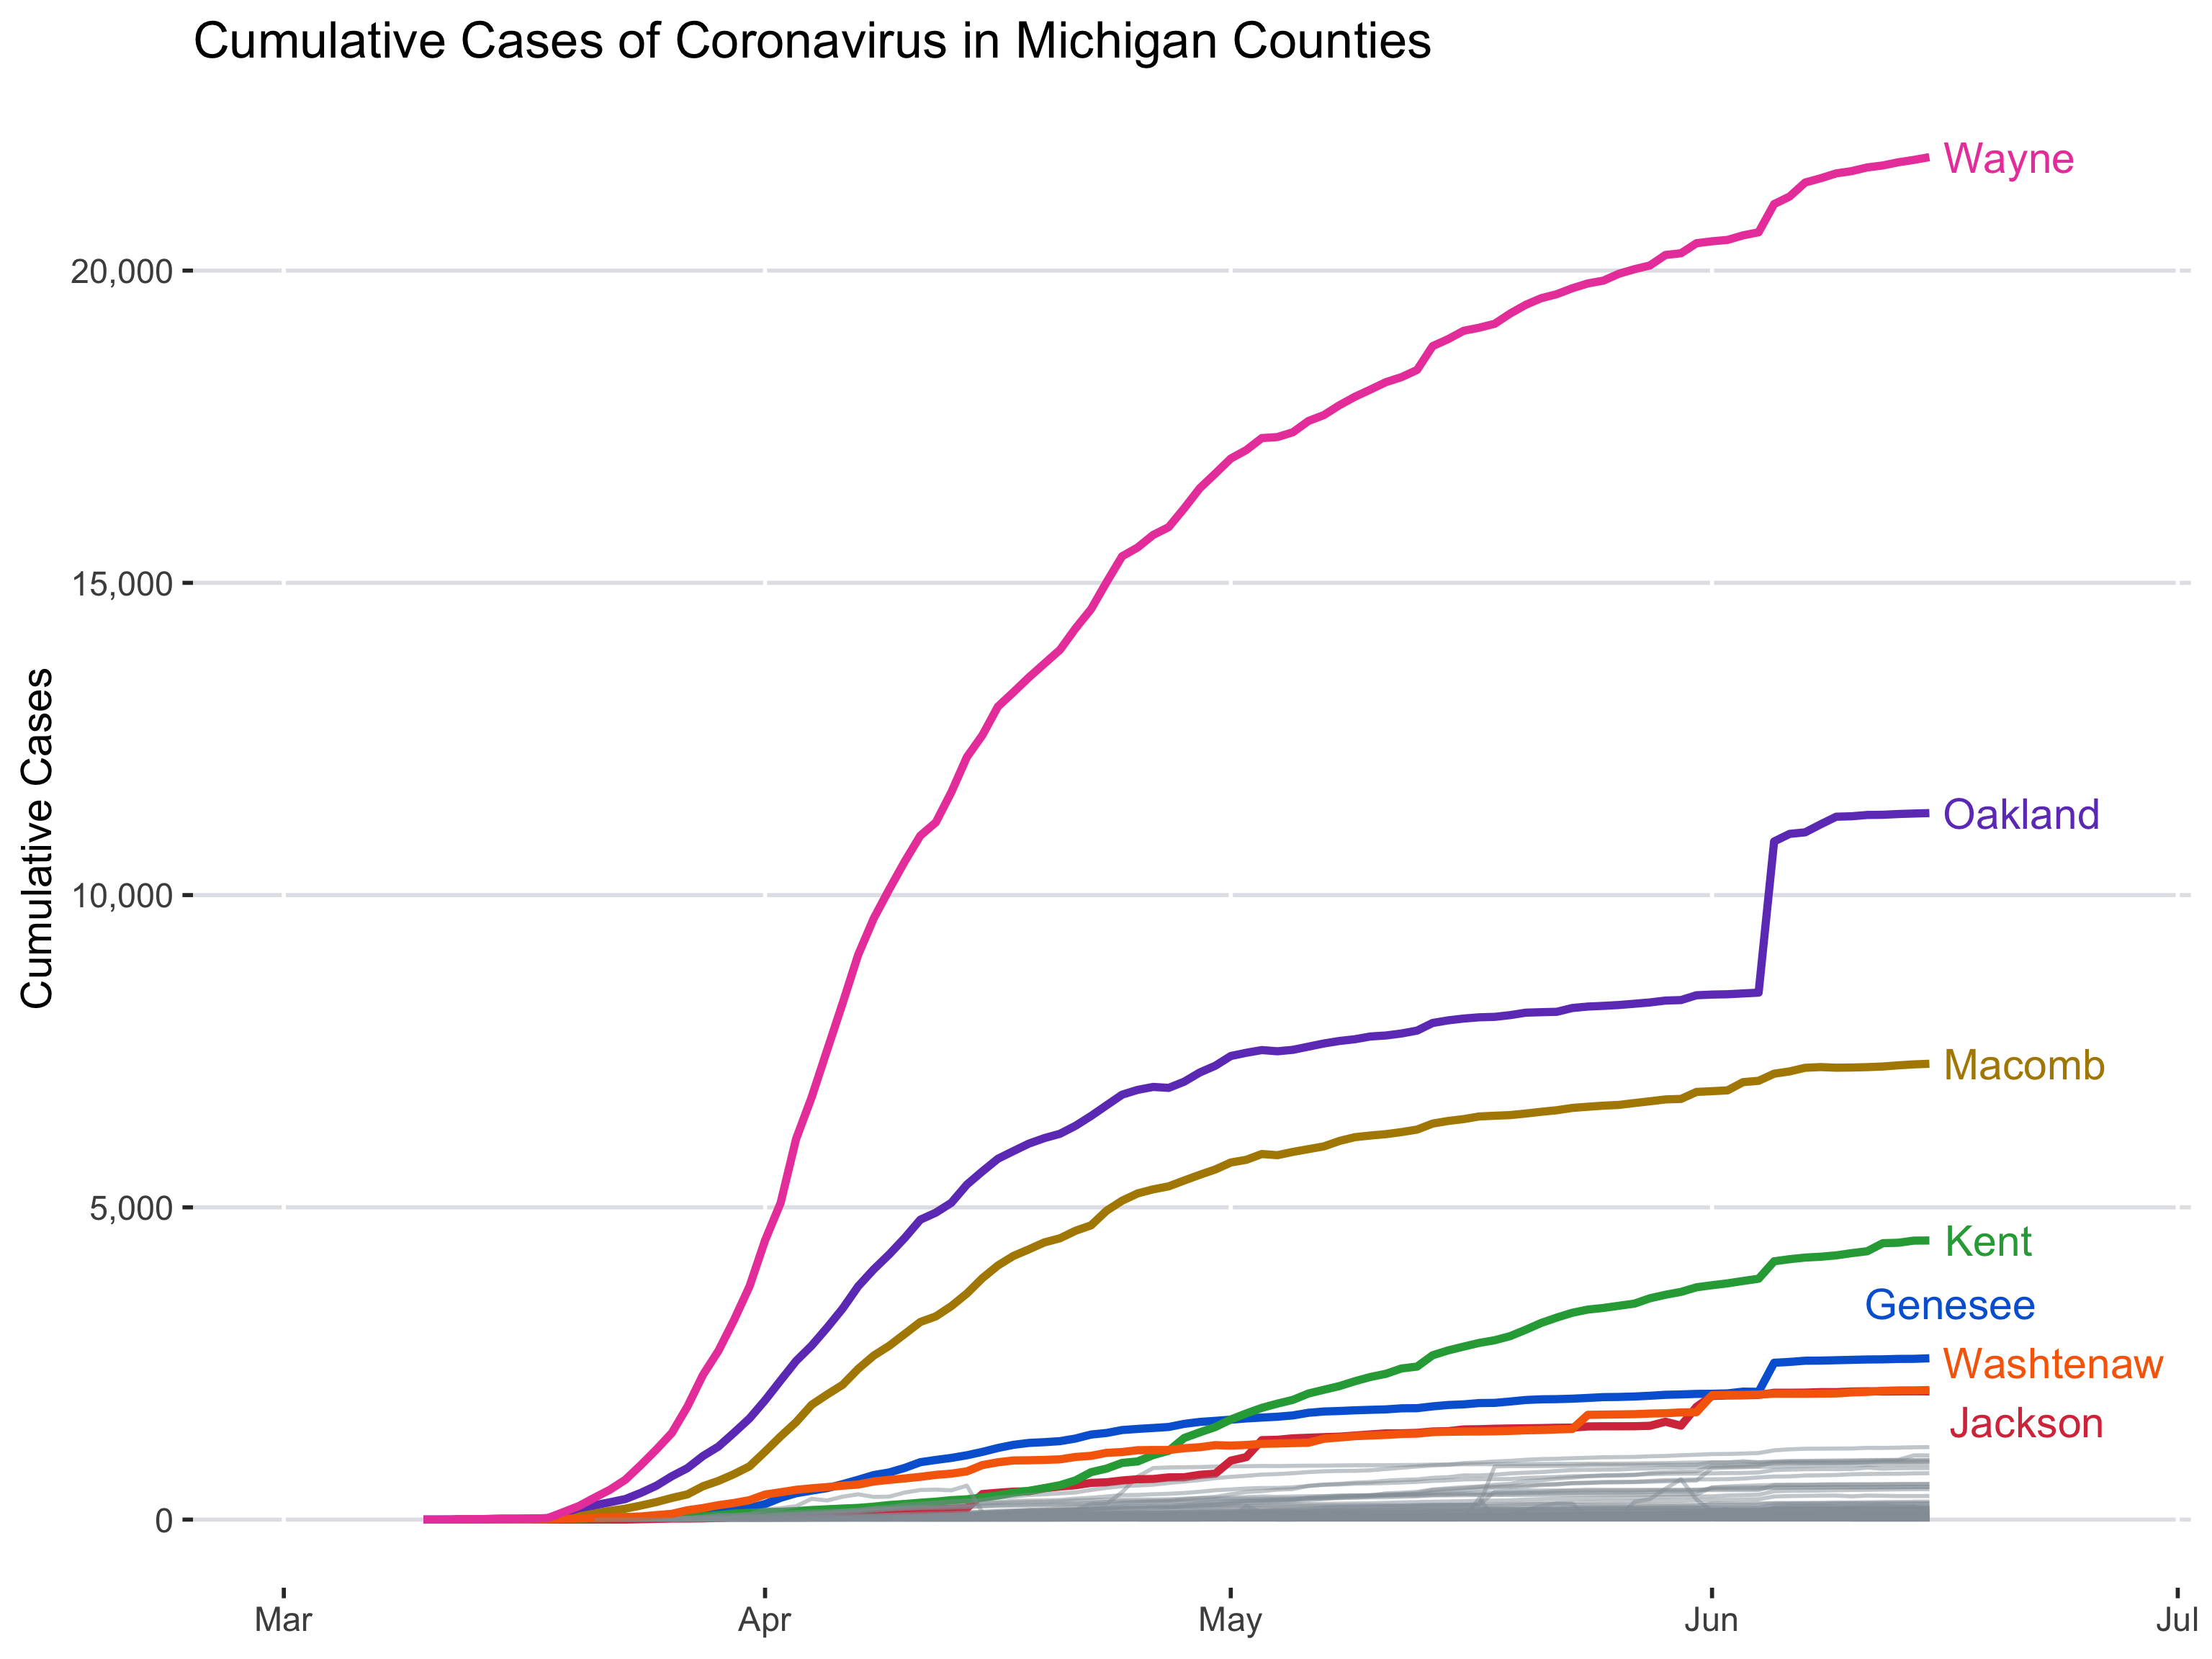 Cumulative Cases of Coronavirus in Michigan Counties
Wayne
20,000
15,000
Cumulative Cases
Oakland
10,000
Macomb
5,000
Kent
Genesee
Washtenaw
Jackson
0
Mar Apr May Jun Jul